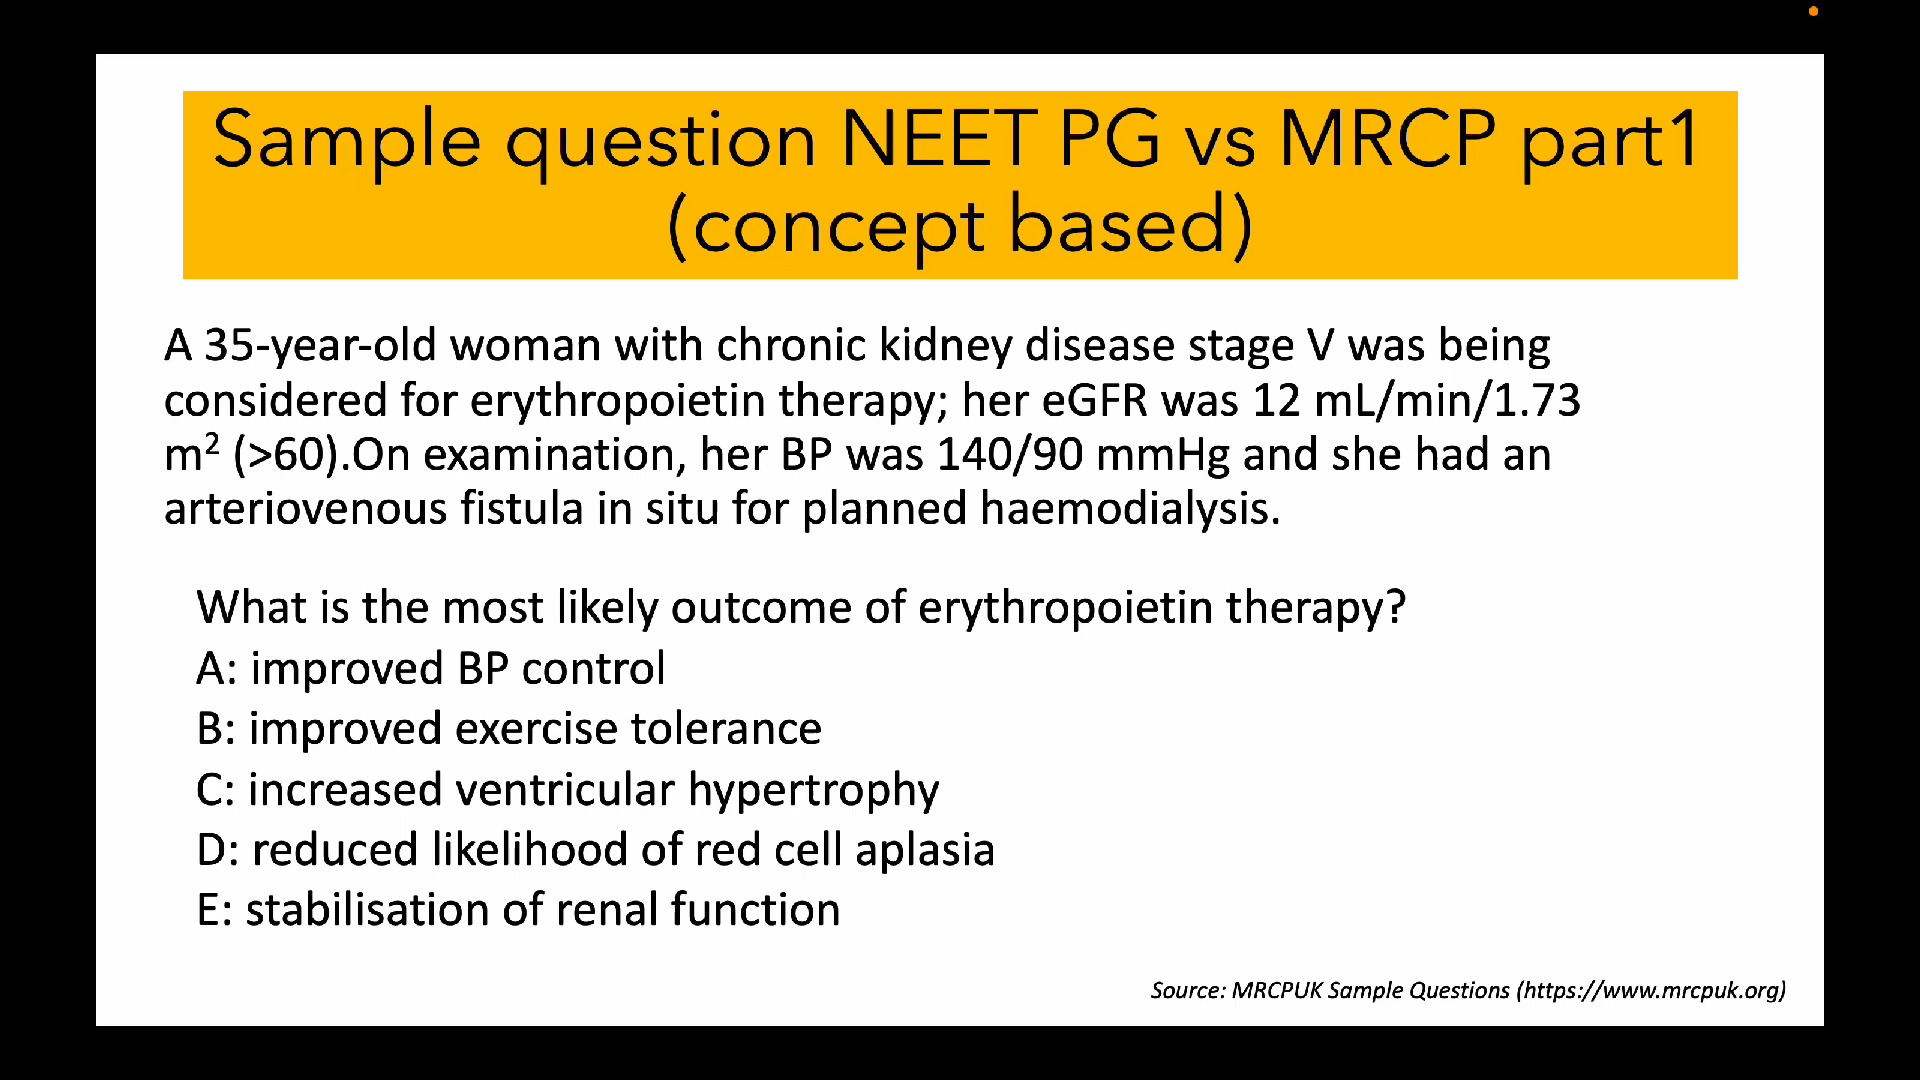 Sample question NEET PG vs MRCP part1
(concept based)
A 35-year-old woman with chronic kidney disease stage V was being
considered for erythropoietin therapy; her eGFR was 12 mL/min/1.73
m² (>60).On examination, her BP was 140/90 mmHg and she had an
arteriovenous fistula in situ for planned haemodialysis.
What is the most likely outcome of erythropoietin therapy?
A: improved BP control
B: improved exercise tolerance
C: increased ventricular hypertrophy
D: reduced likelihood of red cell aplasia
E: stabilisation of renal function
Source: MRCPUK Sample Questions (https://www.mrcpuk.org)